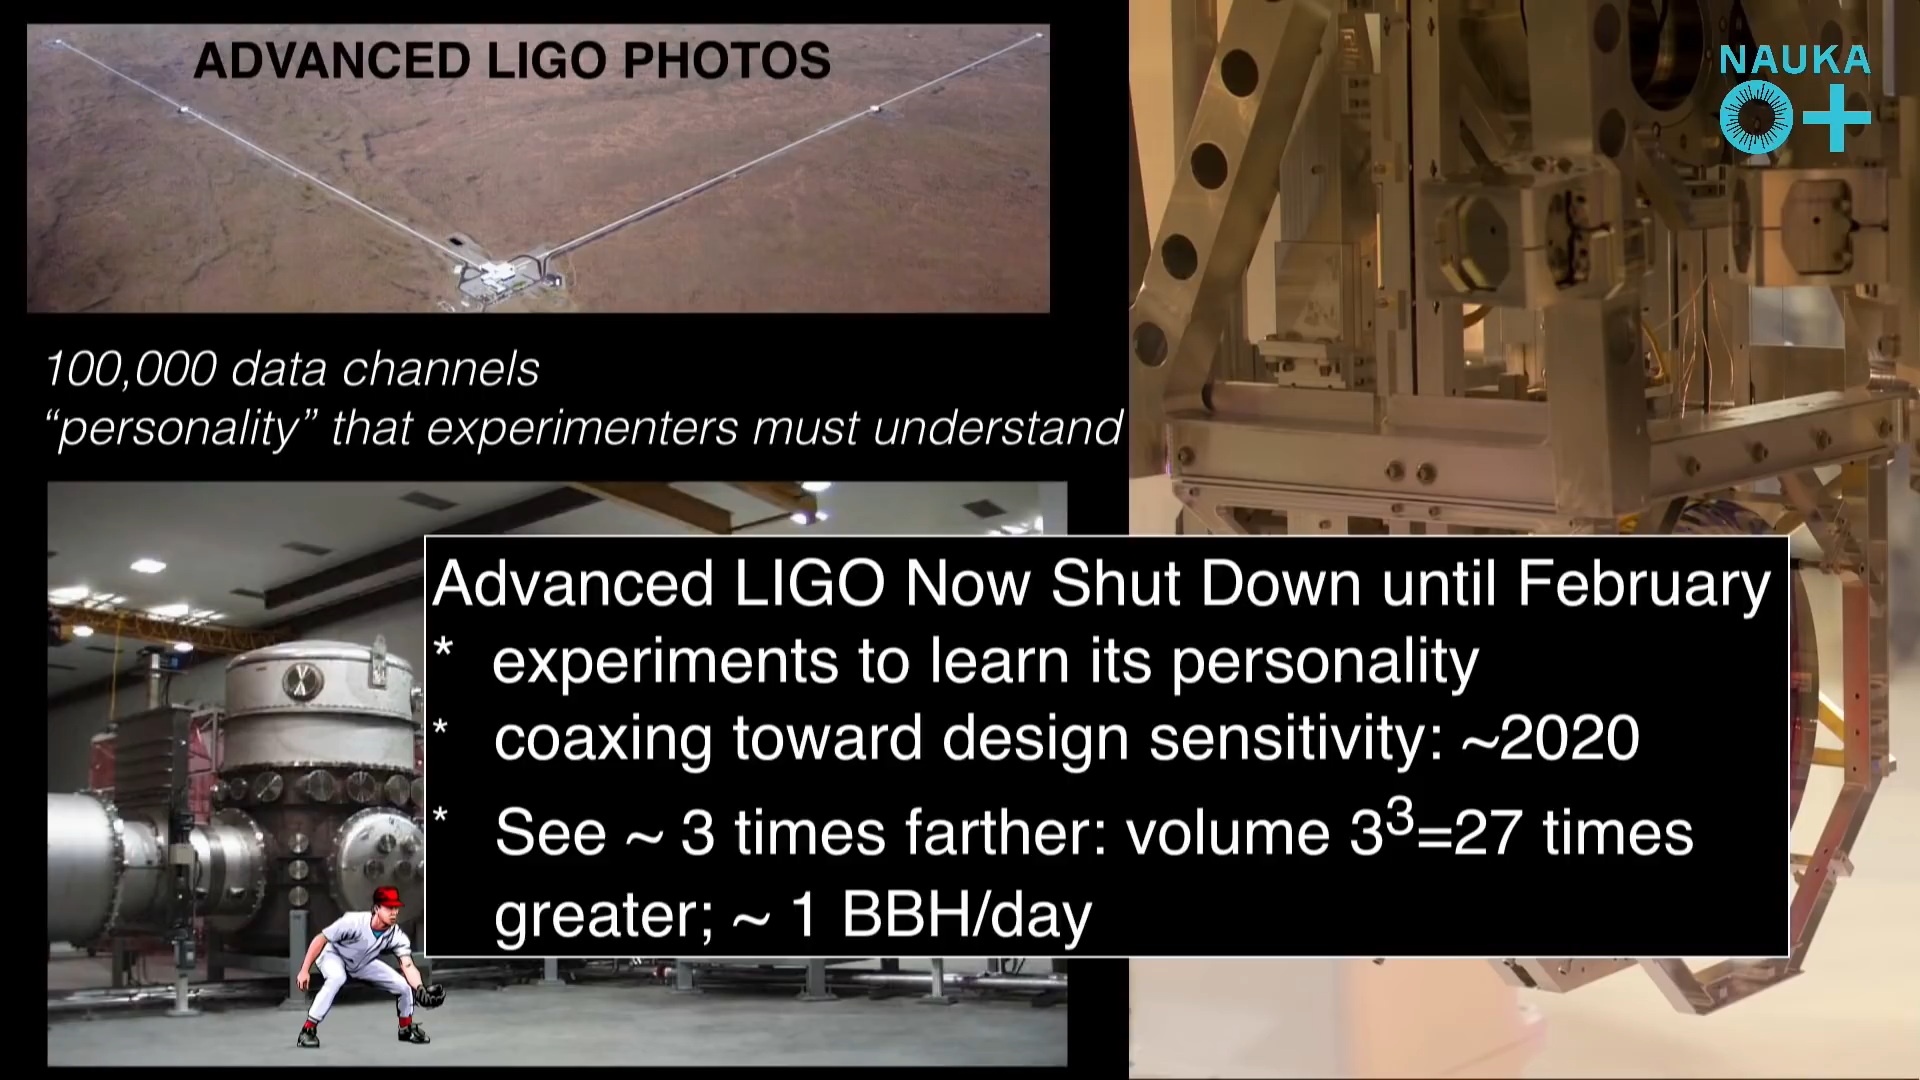 ADVANCED LIGO PHOTOS
NAUKA
0+
100,000 data channels
“personality” that experimenters must understand
Advanced LIGO Now Shut Down until February
* experiments to learn its personality
* coaxing toward design sensitivity: ~2020
* See ~ 3 times farther: volume 3³=27 times
greater; ~ 1 BBH/day